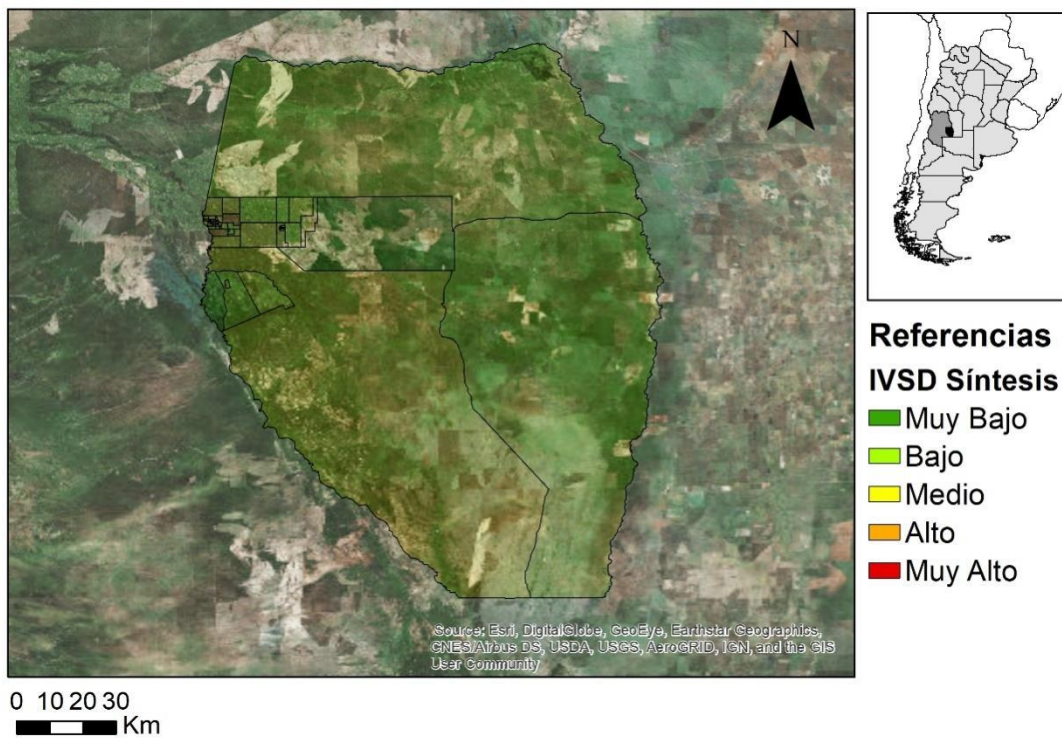 N
Source: Esri, DigitalGlobe, GeoEye, Earthstar Geographics,
CNES/Airbus DS, USDA, USGS, AeroGRID, IGN, and the GIS
User Community
Referencias
IVSD Síntesis
Muy Bajo
Bajo
Medio
Alto
Muy Alto
0 10 20 30
Km